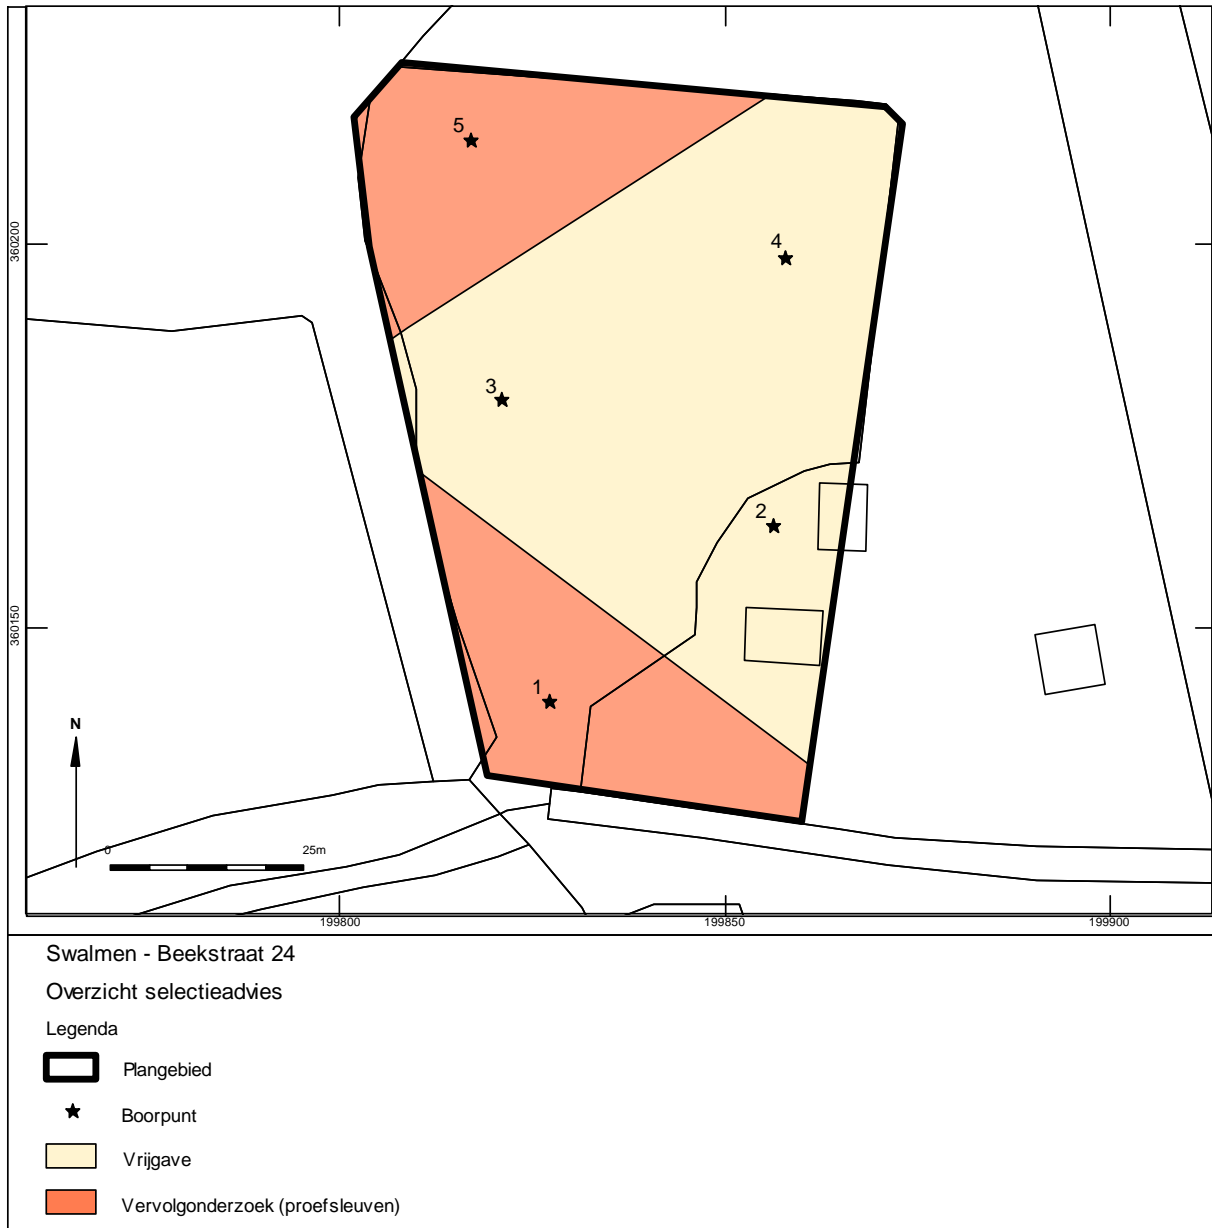 5
4
3
2
1
360200
360150
N
0 25m
199800 199850 199900
Swalmen - Beekstraat 24
Overzicht selectieadvies
Legenda
Plangebied
Boorpunt
Vrijgave
Vervolgonderzoek (proefsleuven)